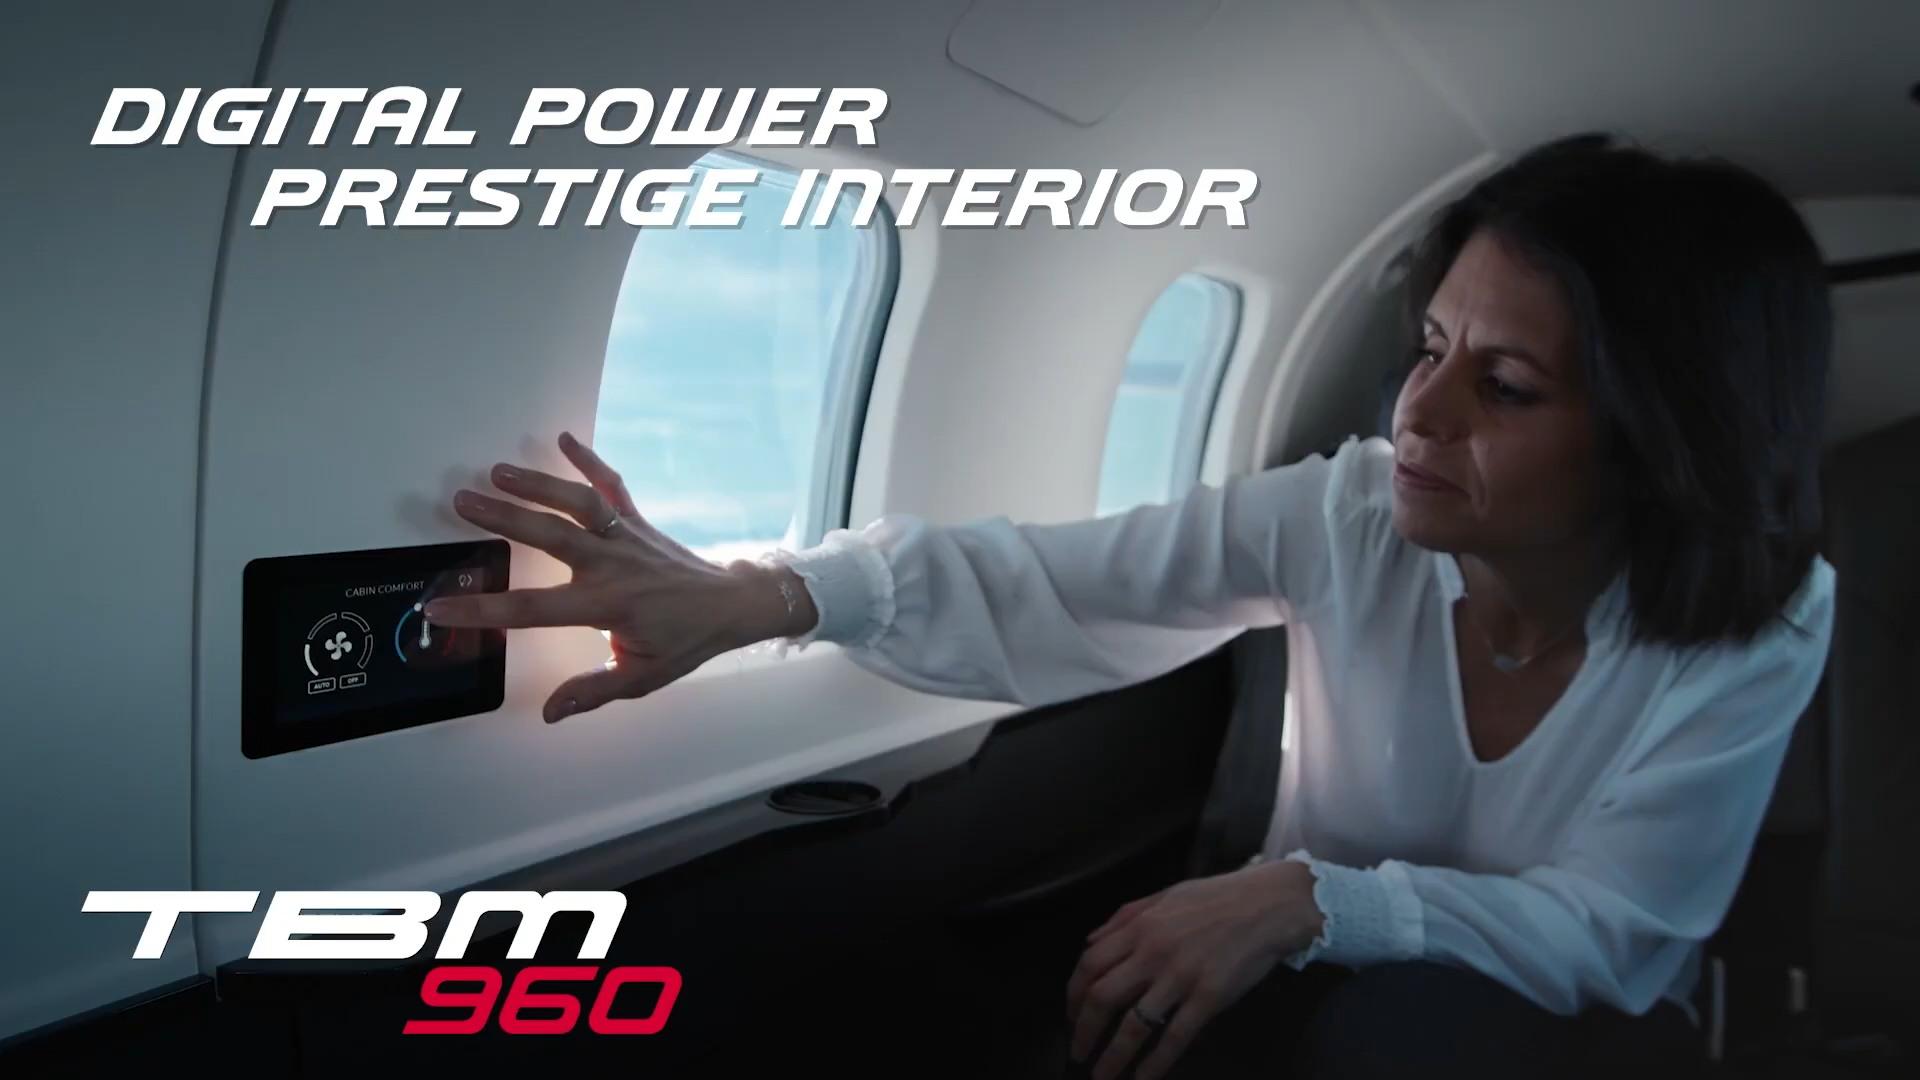 DIGITAL POWER
PRESTIGE INTERIOR
CABIN COMFORT
AUTO OFF
TBM
960